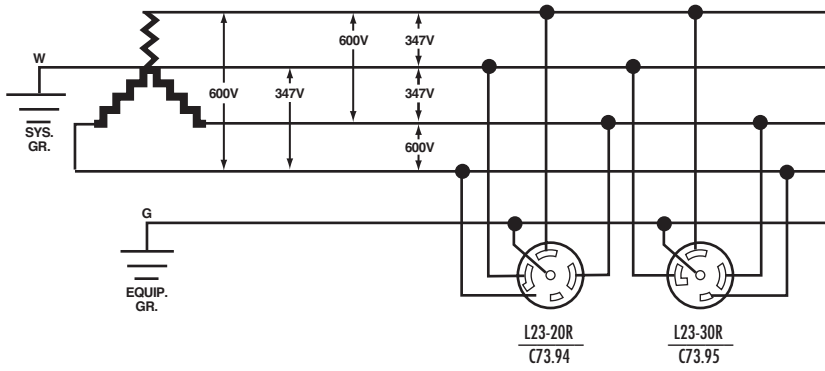 600V
347V
W
600V
347V
347V
SYS.
GR.
600V
G
EQUIP.
GR.
L23-20R
C73.94
L23-30R
C73.95